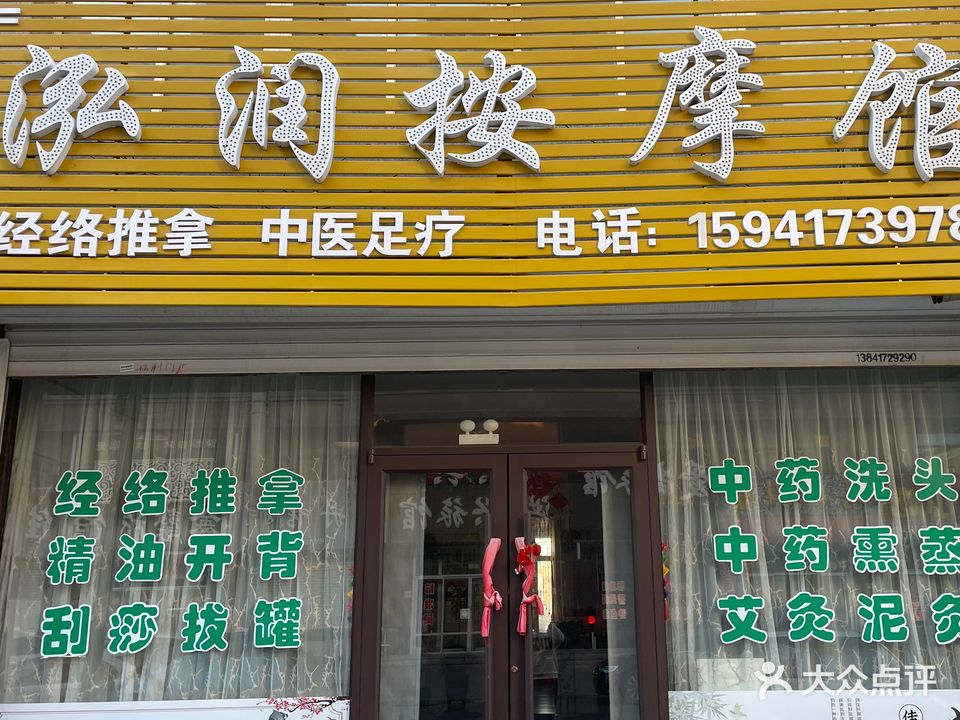 泓润按摩馆
经络推拿 中医足疗 电话: 1594173978
13841729290
经络推拿
精油开背
刮莎拔罐
中药洗头
中药熏蒸
艾灸泥灸
大众点评